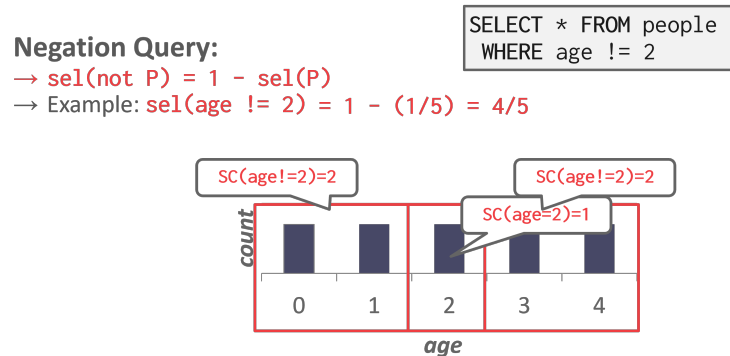 SELECT * FROM people
WHERE age != 2
Negation Query:
→ sel(not P) = 1 - sel(P)
→ Example: sel(age != 2) = 1 - (1/5) = 4/5
SC(age!=2)=2
SC(age!=2)=2
SC(age=2)=1
count
0 1 2 3 4
age